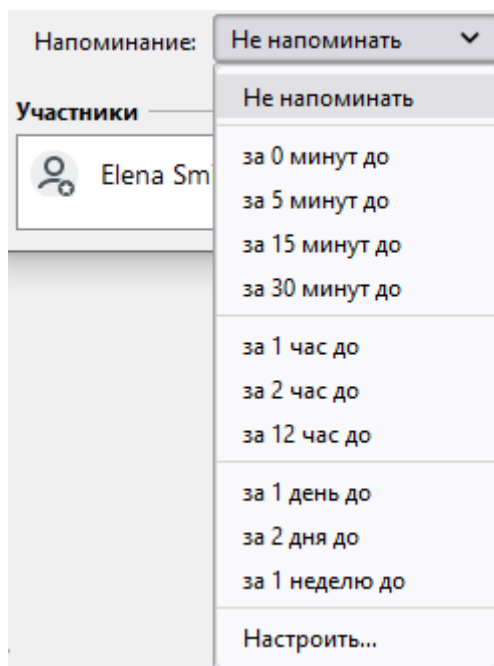 Напоминание: Не напоминать
Не напоминать
Участники
Elena
за 0 минут до
за 5 минут до
за 15 минут до
за 30 минут до
за 1 час до
за 2 час до
за 12 час до
за 1 день до
за 2 дня до
за 1 неделю до
Настроить...